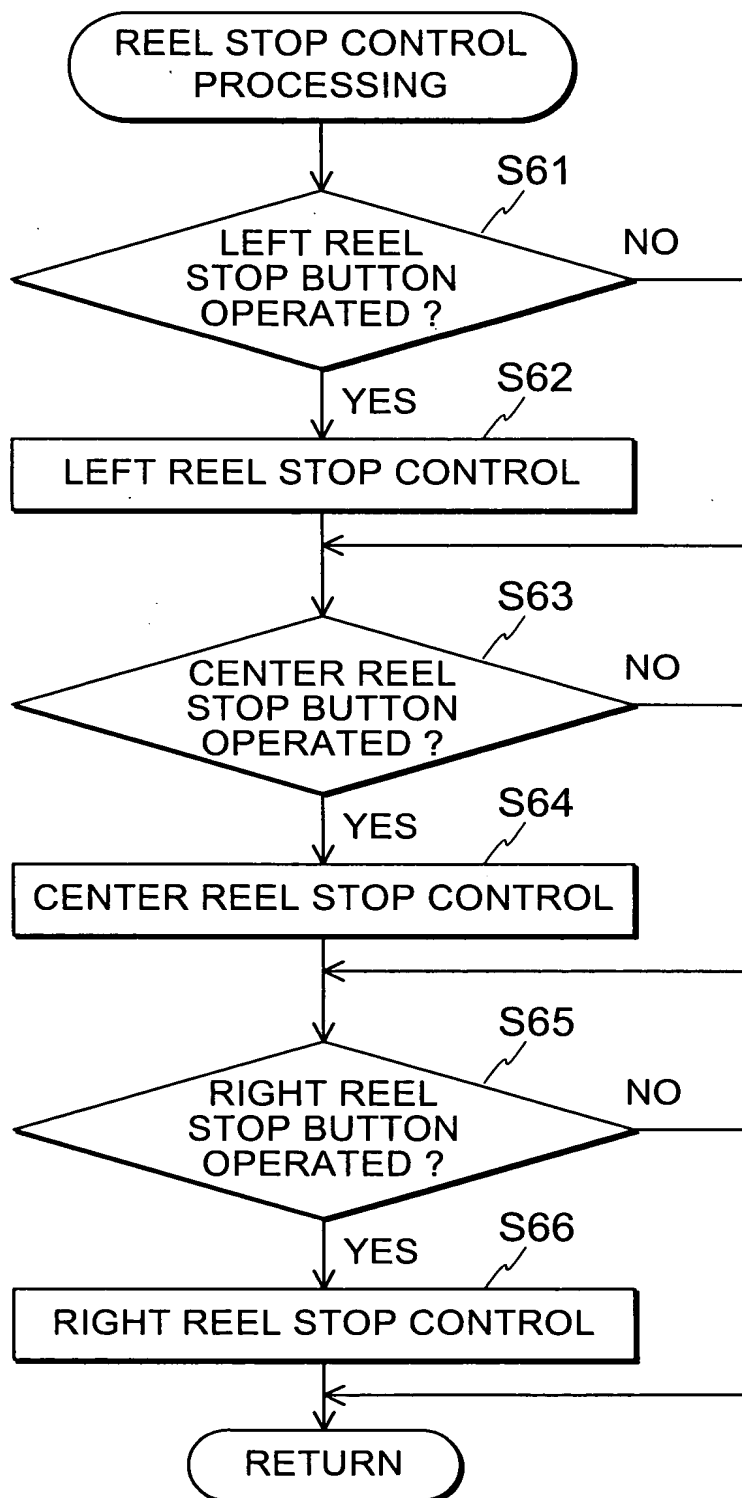 REEL STOP CONTROL
PROCESSING
S61
LEFT REEL
STOP BUTTON
OPERATED ?
NO
YES
S62
LEFT REEL STOP CONTROL
S63
CENTER REEL
STOP BUTTON
OPERATED ?
NO
YES
S64
CENTER REEL STOP CONTROL
S65
RIGHT REEL
STOP BUTTON
OPERATED ?
NO
YES
S66
RIGHT REEL STOP CONTROL
RETURN